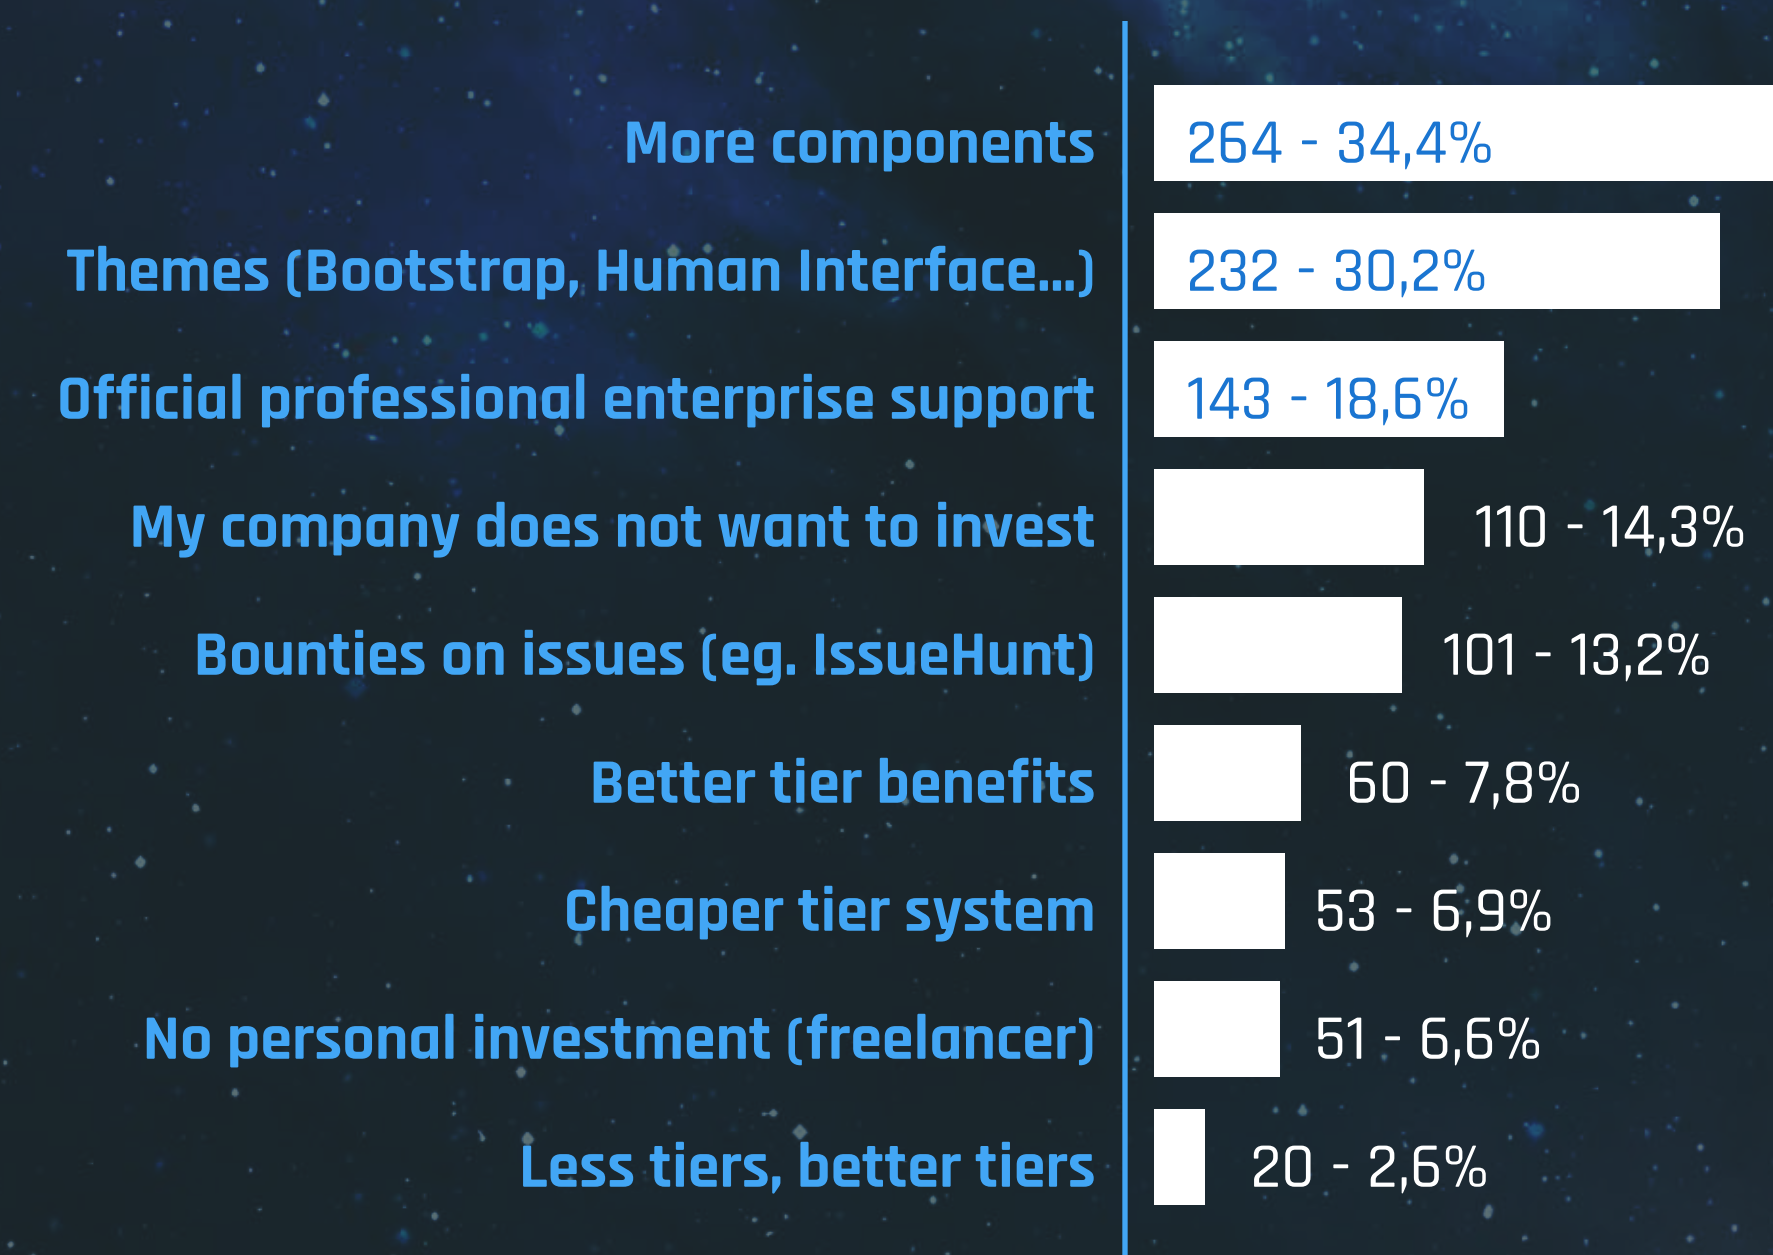 More components 264 - 34,4%
Themes (Bootstrap, Human Interface...) 232 - 30,2%
Official professional enterprise support 143 - 18,6%
My company does not want to invest 110 - 14,3%
Bounties on issues (eg. IssueHunt) 101 - 13,2%
Better tier benefits 60 - 7,8%
Cheaper tier system 53 - 6,9%
No personal investment (freelancer) 51 - 6,6%
Less tiers, better tiers 20 - 2,6%